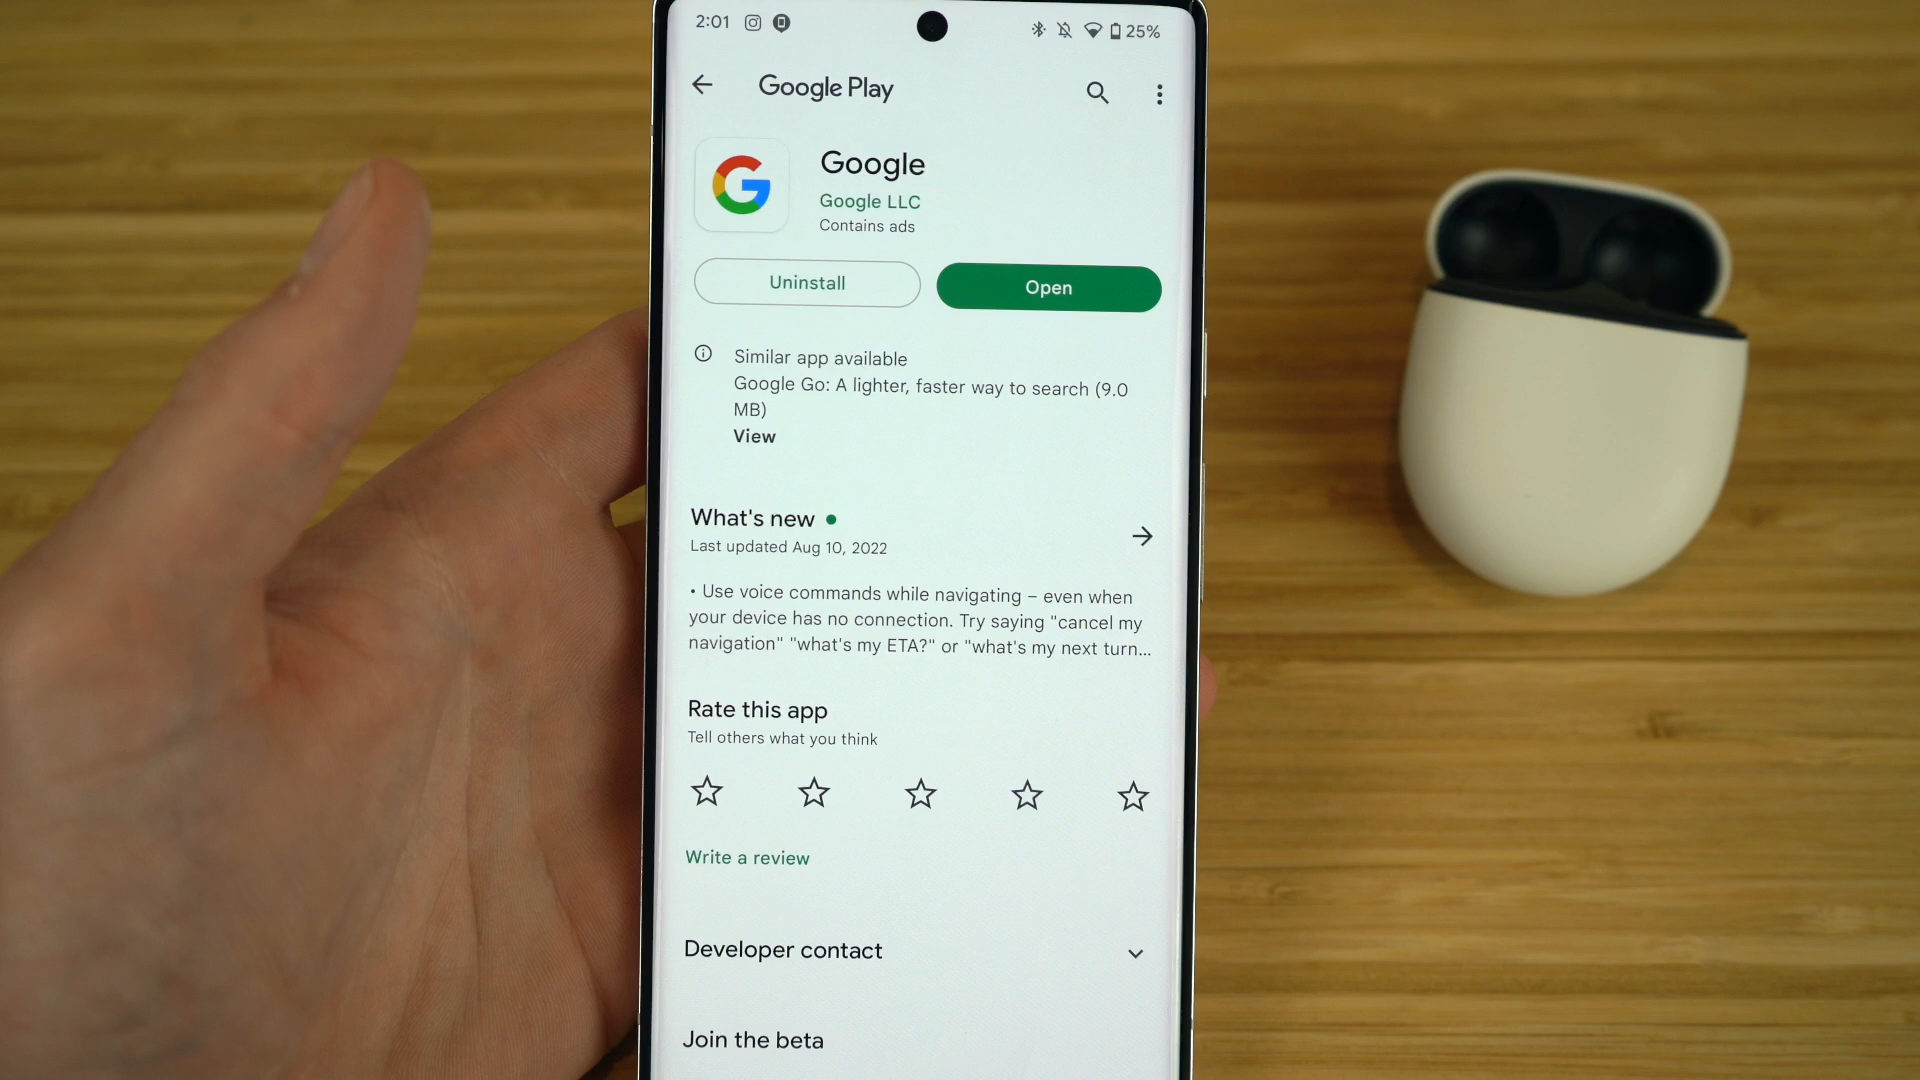 2:01
25%
Google Play
Google
Google LLC
Contains ads
Uninstall
Open
Similar app available
Google Go: A lighter, faster way to search (9.0
MB)
View
What's new
Last updated Aug 10, 2022
• Use voice commands while navigating – even when
your device has no connection. Try saying "cancel my
navigation" "what's my ETA?" or "what's my next turn...
Rate this app
Tell others what you think
Write a review
Developer contact
Join the beta